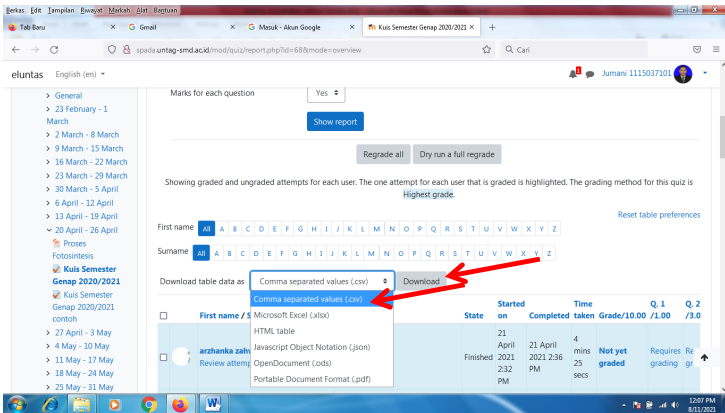 Berkas Edit Tampilan Riwayat Markah Alat Bantuan
Tab Baru × G Gmail × G Masuk - Akun Google × Kuis Semester Genap 2020/2021 × +
spada.untag-smd.ac.id/mod/quiz/report.php?id=68&mode=overview Cari
eluntas English (en) Jumani 1115037101
General
23 February - 1 March
2 March - 8 March
9 March - 15 March
16 March - 22 March
23 March - 29 March
30 March - 5 April
6 April - 12 April
13 April - 19 April
20 April - 26 April
Proses Fotosintesis
Kuis Semester Genap 2020/2021
Kuis Semester Genap 2020/2021 contoh
27 April - 3 May
4 May - 10 May
11 May - 17 May
18 May - 24 May
25 May - 31 May
Marks for each question Yes
Show report
Regrade all Dry run a full regrade
Showing graded and ungraded attempts for each user. The one attempt for each user that is graded is highlighted. The grading method for this quiz is
Highest grade.
Reset table preferences
First name All A B C D E F G H I J K L M N O P Q R S T U V W X Y Z
Surname All A B C D E F G H I J K L M N O P Q R S T U V W X Y Z
Download table data as Comma separated values (.csv) Download
Comma separated values (.csv)
Microsoft Excel (.xlsx)
HTML table
Javascript Object Notation (.json)
OpenDocument (.ods)
Portable Document Format (.pdf)
First name / S State Started on Completed Time taken Grade/10.00 Q. 1 /1.00 Q. 2 /3.0
arzhanka zahw
Review attemp
Finished 21 April 2021 2:32 PM 21 April 2021 2:36 PM 4 mins 25 secs Not yet graded Requires grading Re gr
12:07 PM
8/11/2021